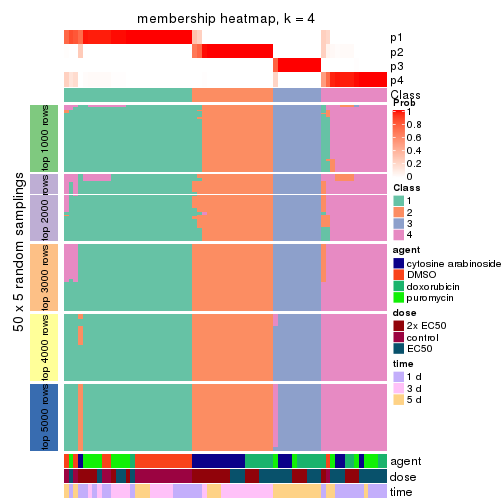 membership heatmap, k = 4
p1
p2
p3
p4
Class
50 x 5 random samplings
top 1000 rows
top 2000 rows
top 3000 rows
top 4000 rows
top 5000 rows
agent
dose
time
Prob
1
0.8
0.6
0.4
0.2
0
Class
1
2
3
4
agent
cytosine arabinoside
DMSO
doxorubicin
puromycin
dose
2x EC50
control
EC50
time
1 d
3 d
5 d